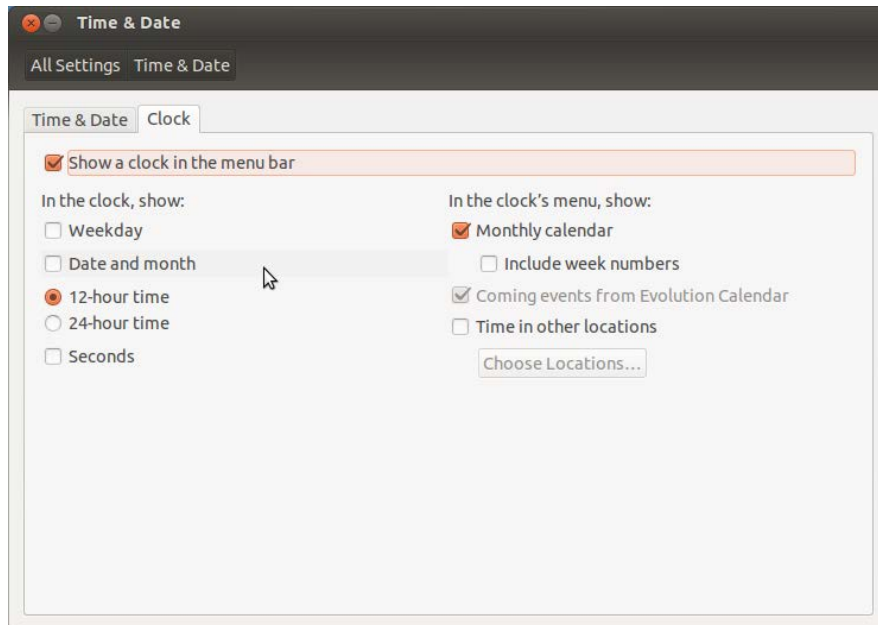 Time & Date
All Settings Time & Date
Time & Date Clock
Show a clock in the menu bar
In the clock, show:
Weekday
Date and month
12-hour time
24-hour time
Seconds
In the clock's menu, show:
Monthly calendar
Include week numbers
Coming events from Evolution Calendar
Time in other locations
Choose Locations...